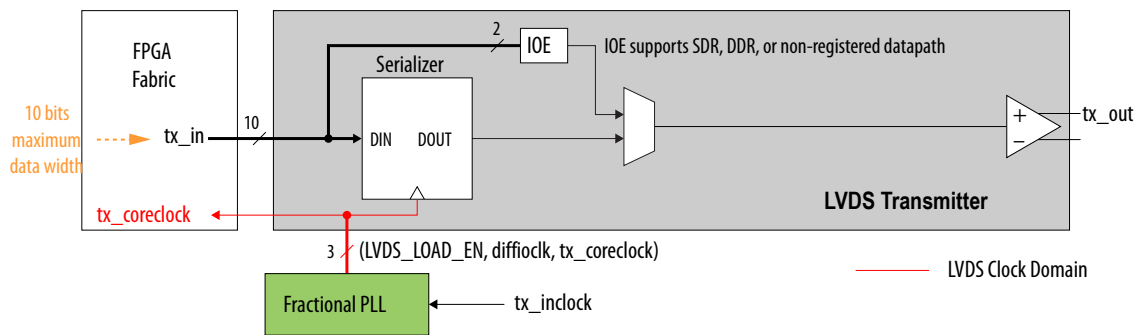 FPGA
Fabric
10 bits
maximum
data width
tx_in
10
2
IOE
IOE supports SDR, DDR, or non-registered datapath
Serializer
DIN
DOUT
+
–
tx_out
tx_coreclock
LVDS Transmitter
3
(LVDS_LOAD_EN, diffioclk, tx_coreclock)
LVDS Clock Domain
Fractional PLL
tx_inclock